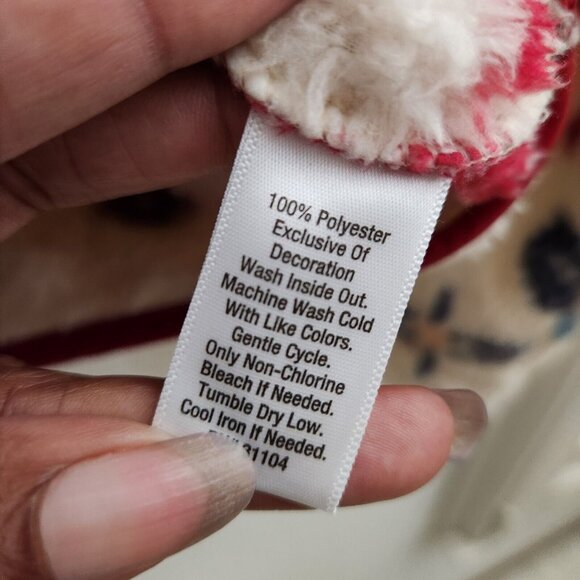 100% Polyester
Exclusive Of
Decoration
Wash Inside Out.
Machine Wash Cold
With Like Colors.
Gentle Cycle.
Only Non-Chlorine
Bleach If Needed.
Tumble Dry Low.
Cool Iron If Needed.
31104